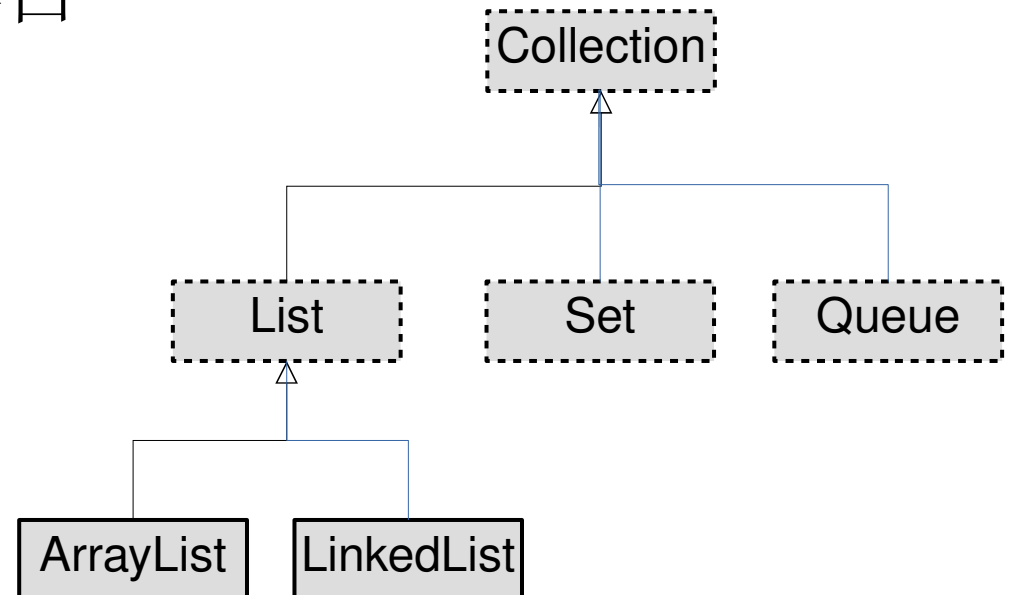 Collection
List
Set
Queue
ArrayList
LinkedList